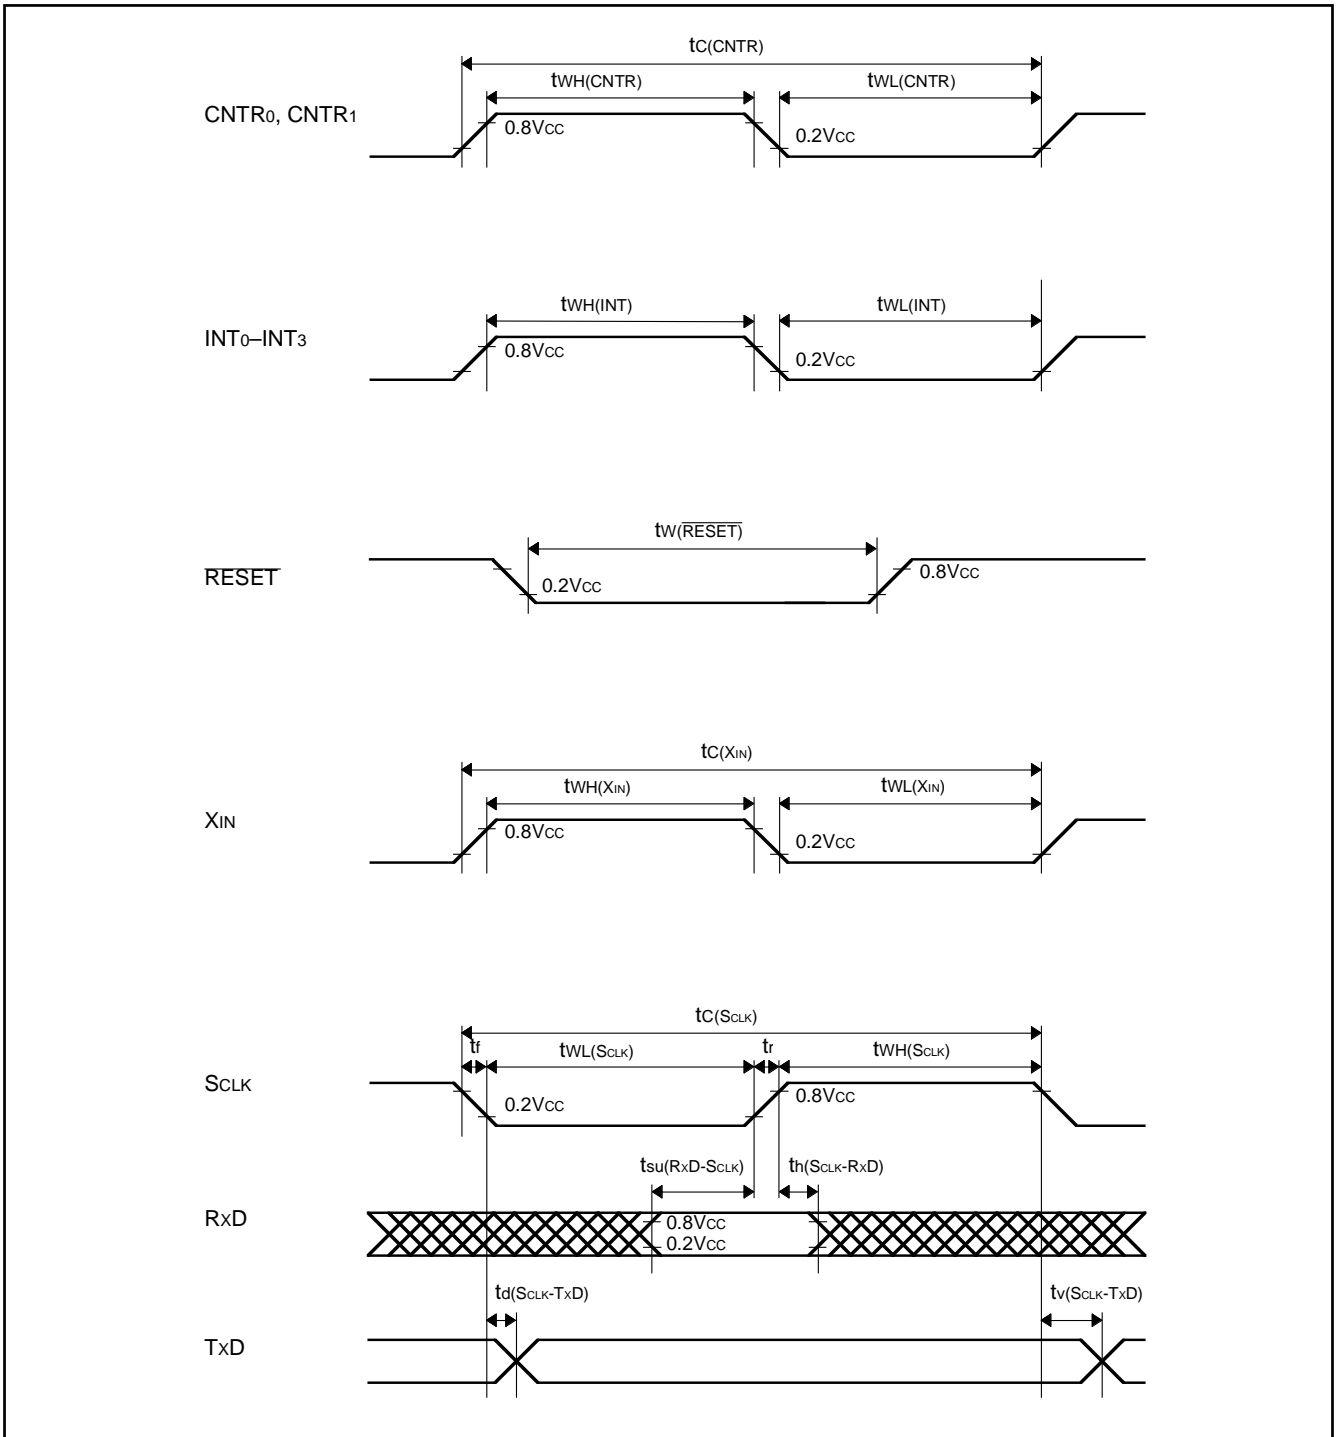 tC(CNTR)
tWH(CNTR)
tWL(CNTR)
CNTR0, CNTR1
0.8VCC
0.2VCC
tWH(INT)
tWL(INT)
INT0–INT3
0.8VCC
0.2VCC
tW(RESET)
RESET
0.2VCC
0.8VCC
tC(XIN)
tWH(XIN)
tWL(XIN)
XIN
0.8VCC
0.2VCC
tC(SCLK)
tf
tWL(SCLK)
tr
tWH(SCLK)
SCLK
0.2VCC
0.8VCC
tsu(RXD-SCLK)
th(SCLK-RXD)
RXD
0.8VCC
0.2VCC
td(SCLK-TXD)
tv(SCLK-TXD)
TXD